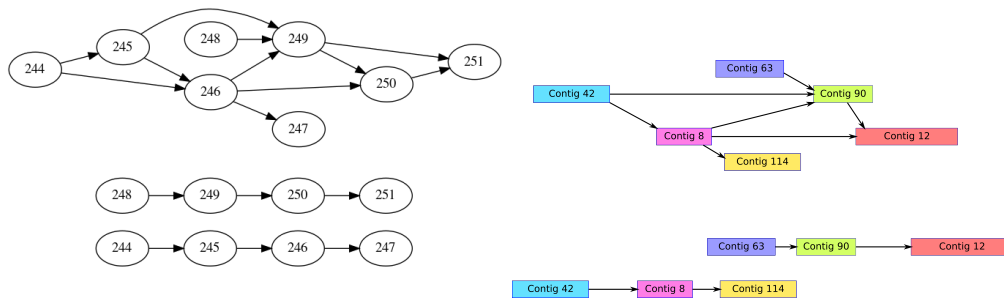 245
248
249
244
251
250
246
247
248
249
250
251
244
245
246
247
Contig 63
Contig 42
Contig 90
Contig 8
Contig 12
Contig 114
Contig 63
Contig 90
Contig 12
Contig 42
Contig 8
Contig 114